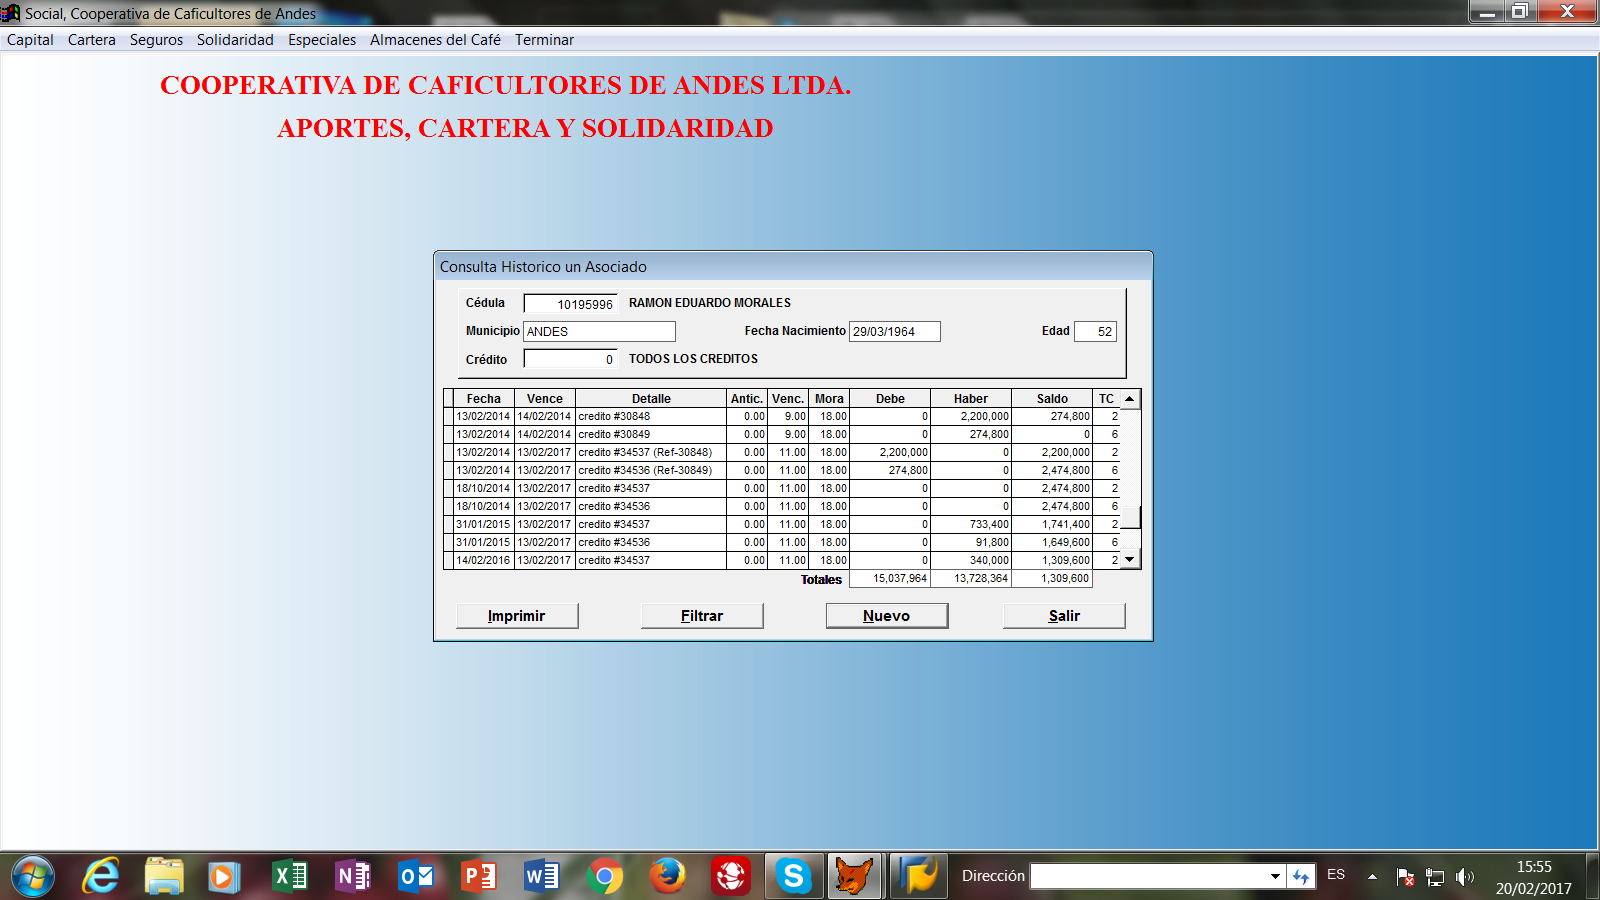 Social, Cooperativa de Caficultores de Andes
Capital Cartera Seguros Solidaridad Especiales Almacenes del Café Terminar
COOPERATIVA DE CAFICULTORES DE ANDES LTDA.
APORTES, CARTERA Y SOLIDARIDAD
Consulta Historico un Asociado
Cédula 10195996 RAMON EDUARDO MORALES
Municipio ANDES Fecha Nacimiento 29/03/1964 Edad 52
Crédito 0 TODOS LOS CREDITOS
Fecha Vence Detalle Antic. Venc. Mora Debe Haber Saldo TC
13/02/2014 14/02/2014 credito #30848 0.00 9.00 18.00 0 2,200,000 274,800 2
13/02/2014 14/02/2014 credito #30849 0.00 9.00 18.00 0 274,800 0 6
13/02/2014 13/02/2017 credito #34537 (Ref-30848) 0.00 11.00 18.00 2,200,000 0 2,200,000 2
13/02/2014 13/02/2017 credito #34536 (Ref-30849) 0.00 11.00 18.00 274,800 0 2,474,800 6
18/10/2014 13/02/2017 credito #34537 0.00 11.00 18.00 0 0 2,474,800 2
18/10/2014 13/02/2017 credito #34536 0.00 11.00 18.00 0 0 2,474,800 6
31/01/2015 13/02/2017 credito #34537 0.00 11.00 18.00 0 733,400 1,741,400 2
31/01/2015 13/02/2017 credito #34536 0.00 11.00 18.00 0 91,800 1,649,600 6
14/02/2016 13/02/2017 credito #34537 0.00 11.00 18.00 0 340,000 1,309,600 2
Totales 15,037,964 13,728,364 1,309,600
Imprimir Filtrar Nuevo Salir
Dirección ES 15:55
20/02/2017